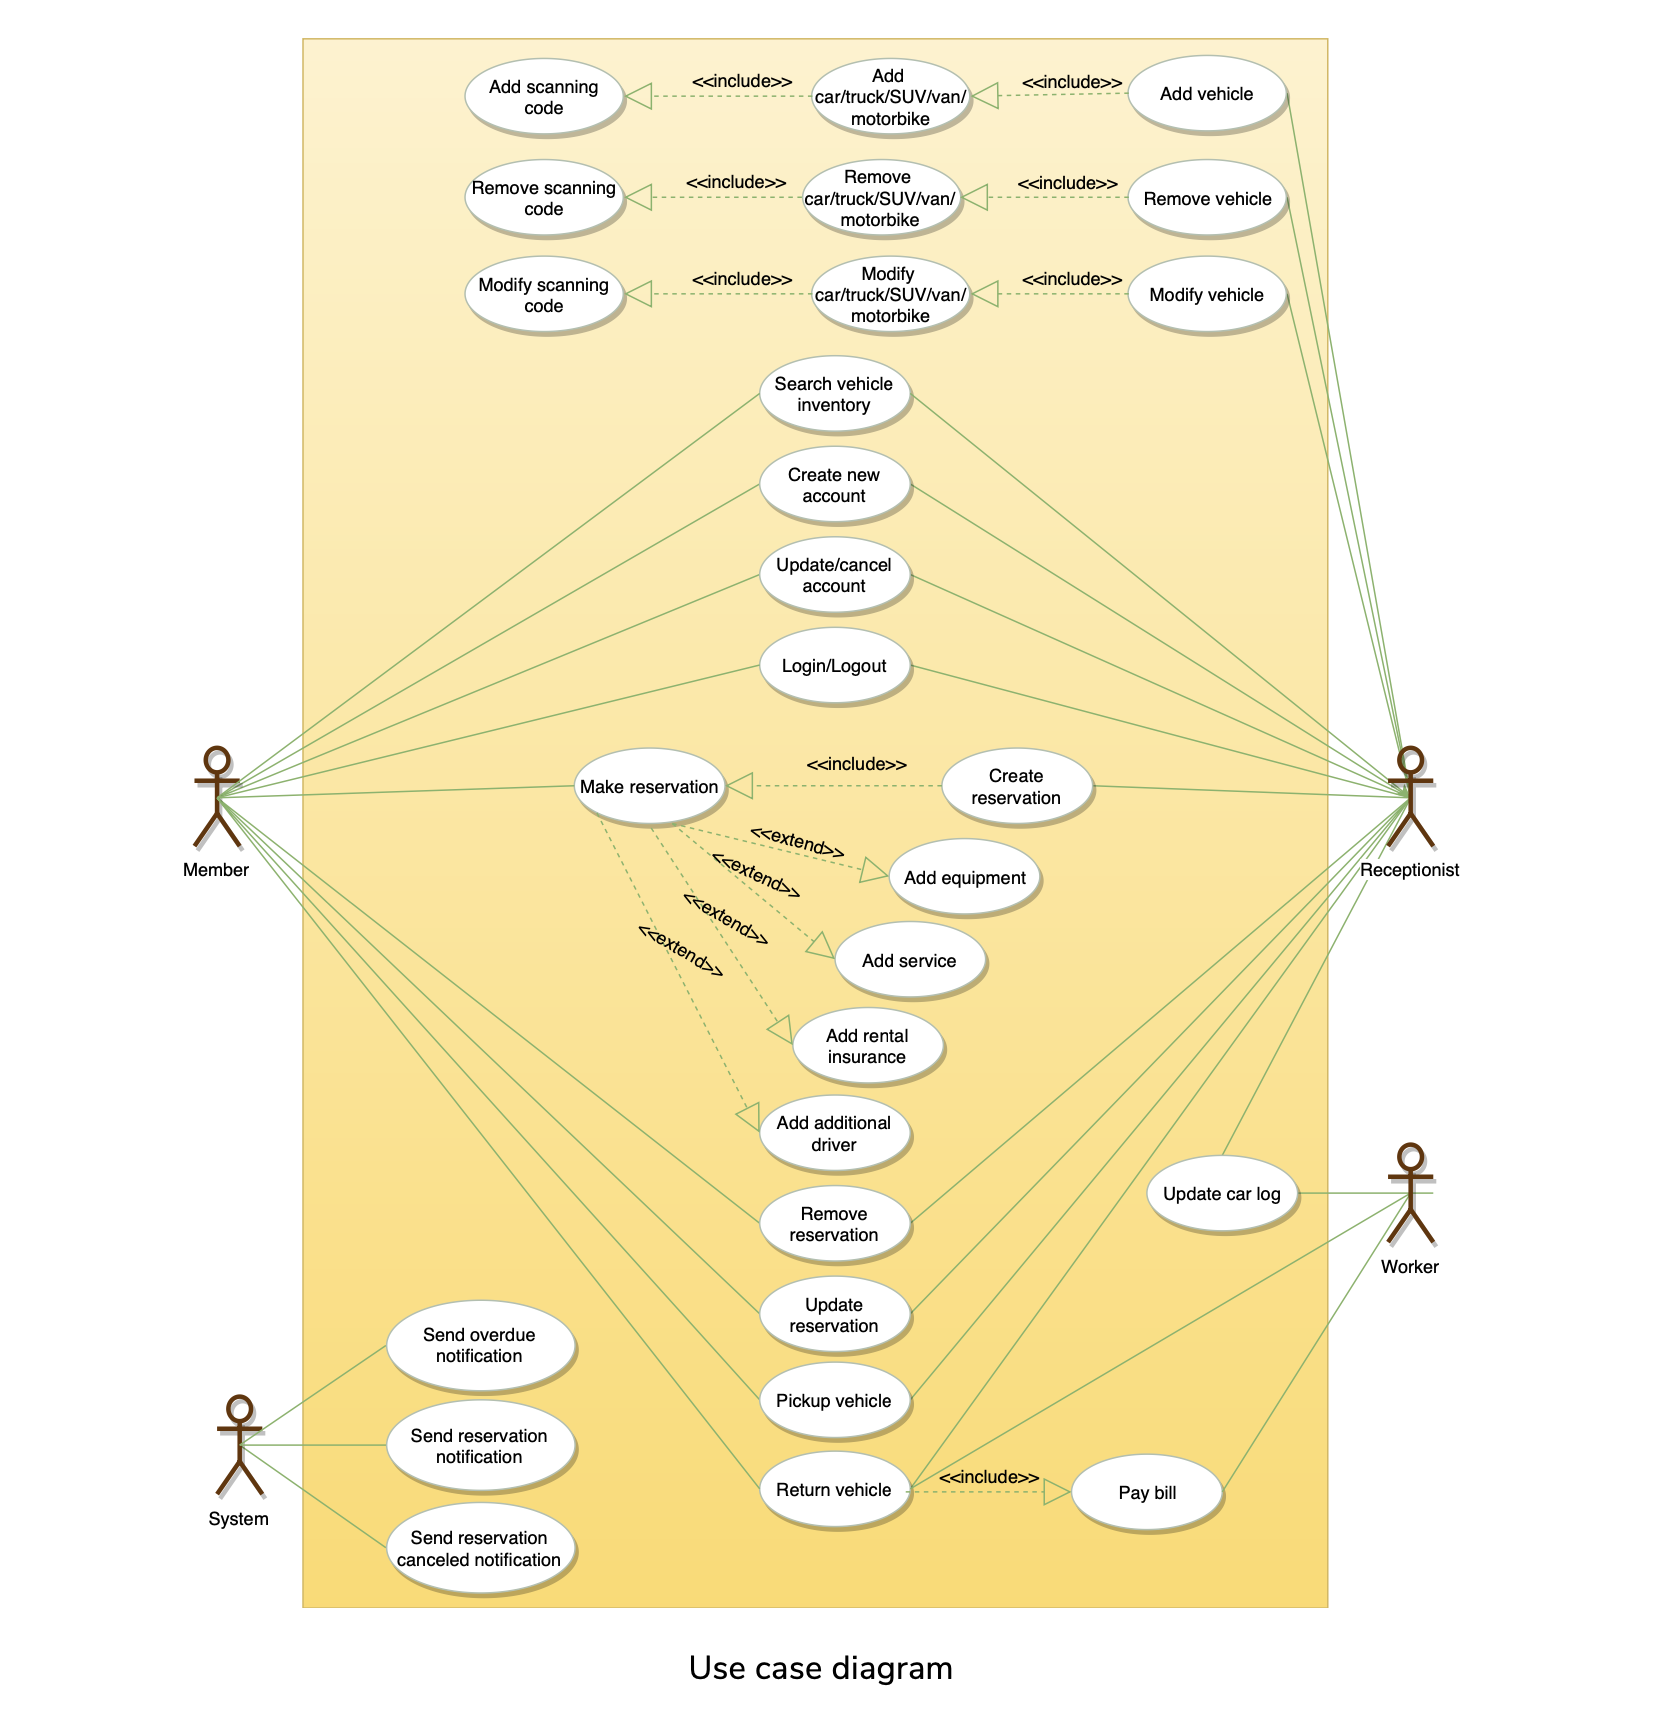 Add scanning
code
<<include>>
Add
car/truck/SUV/van/
motorbike
<<include>>
Add vehicle
Remove scanning
code
<<include>>
Remove
car/truck/SUV/van/
motorbike
<<include>>
Remove vehicle
Modify scanning
code
<<include>>
Modify
car/truck/SUV/van/
motorbike
<<include>>
Modify vehicle
Search vehicle
inventory
Create new
account
Update/cancel
account
Login/Logout
Member
Make reservation
<<include>>
Create
reservation
Receptionist
<<extend>>
Add equipment
<<extend>>
Add service
<<extend>>
Add rental
insurance
<<extend>>
Add additional
driver
Remove
reservation
Update car log
Worker
Update
reservation
Pickup vehicle
Return vehicle
<<include>>
Pay bill
Send overdue
notification
Send reservation
notification
System
Send reservation
canceled notification
Use case diagram